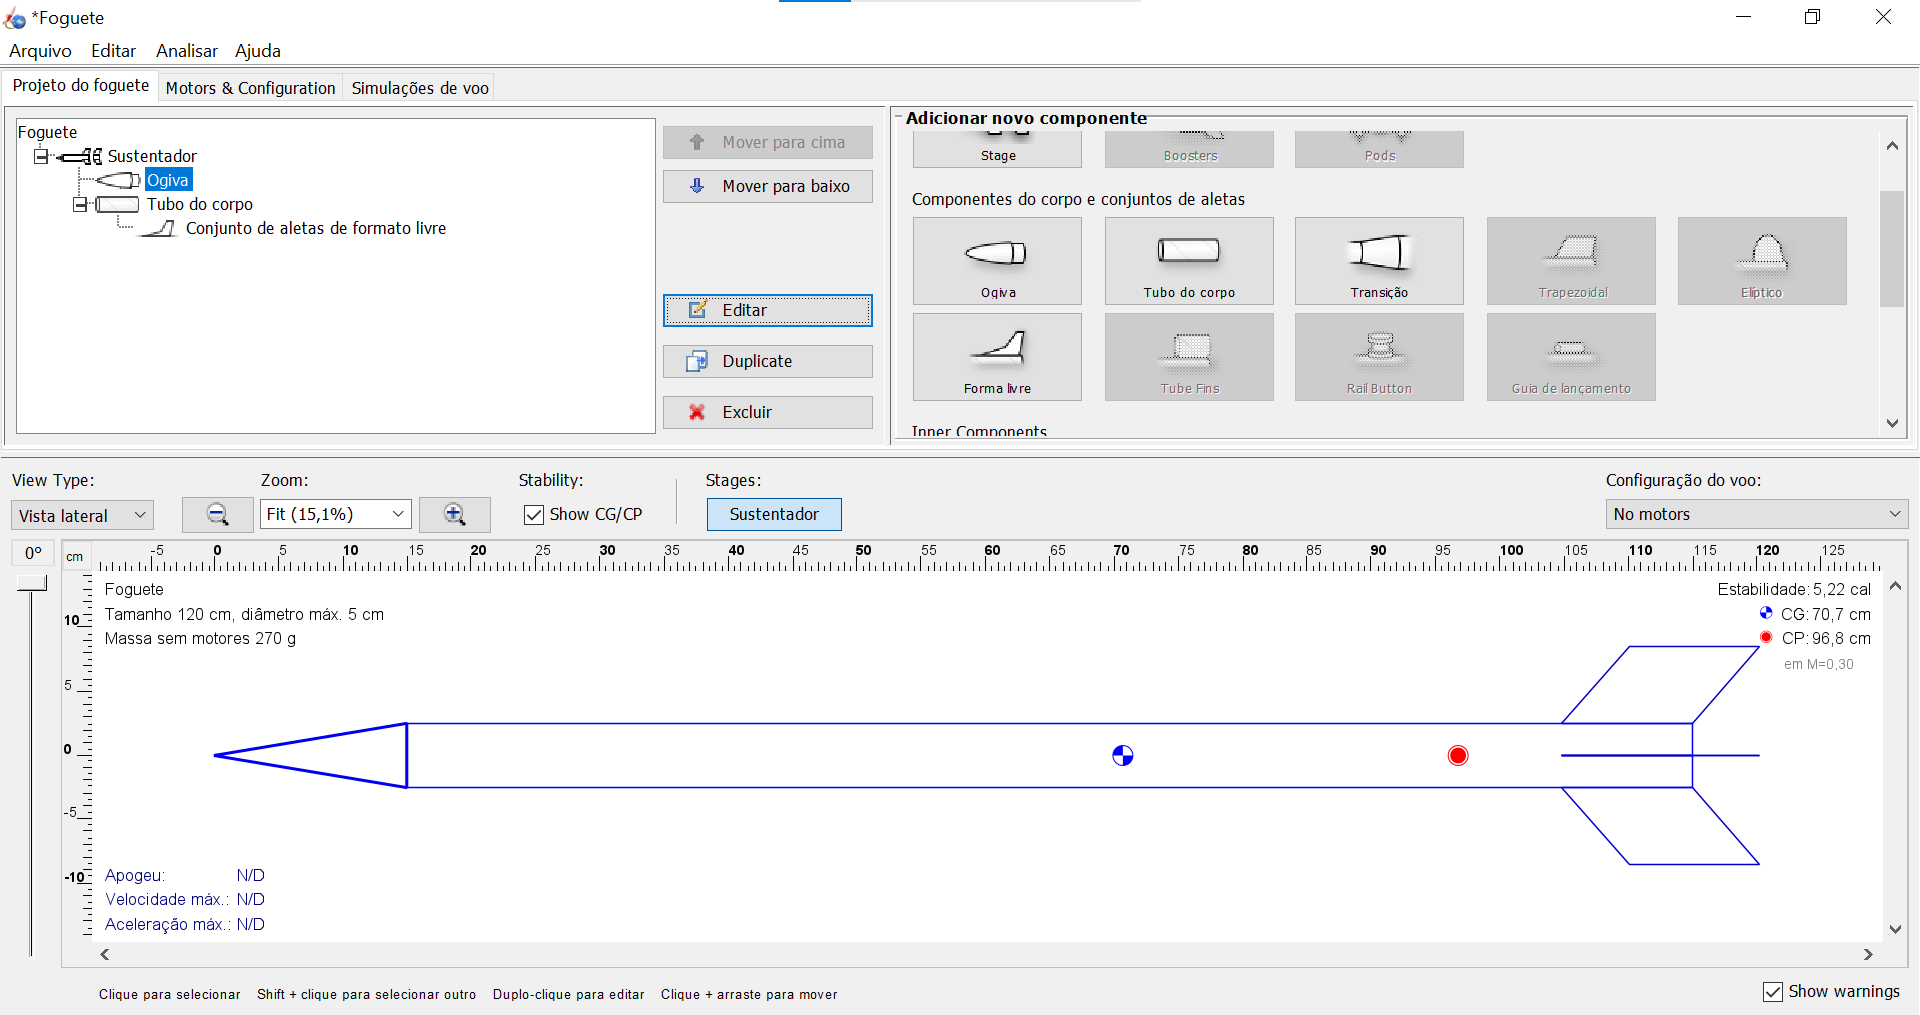 *Foguete
Arquivo Editar Analisar Ajuda
Projeto do foguete Motors & Configuration Simulações de voo
Foguete
Sustentador
Ogiva
Tubo do corpo
Conjunto de aletas de formato livre
Mover para cima
Mover para baixo
Editar
Duplicate
Excluir
Adicionar novo componente
Stage Boosters Pods
Componentes do corpo e conjuntos de aletas
Ogiva Tubo do corpo Transição Trapezoidal Elíptico
Forma livre Tube Fins Rail Button Guia de lançamento
Inner Components
View Type: Zoom: Stability: Stages: Configuração do voo:
Vista lateral Fit (15,1%) Show CG/CP Sustentador No motors
0°
cm -5 0 5 10 15 20 25 30 35 40 45 50 55 60 65 70 75 80 85 90 95 100 105 110 115 120 125
10
5
0
-5
-10
Foguete
Tamanho 120 cm, diâmetro máx. 5 cm
Massa sem motores 270 g
Estabilidade: 5,22 cal
CG: 70,7 cm
CP: 96,8 cm
em M=0,30
Apogeu: N/D
Velocidade máx.: N/D
Aceleração máx.: N/D
Clique para selecionar Shift + clique para selecionar outro Duplo-clique para editar Clique + arraste para mover
Show warnings